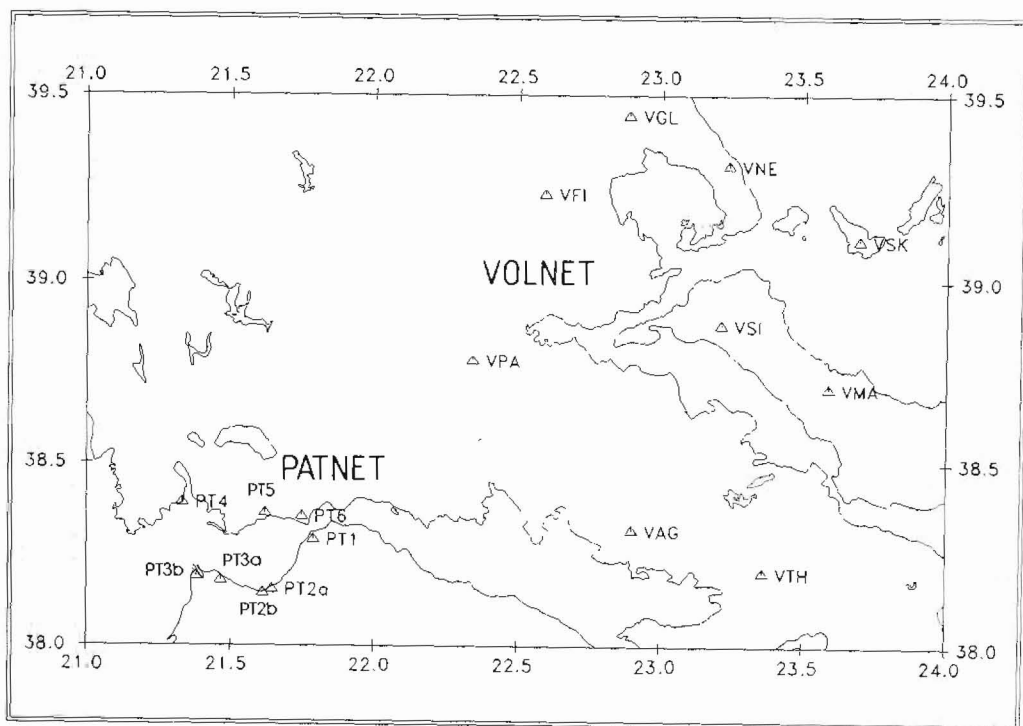 21.0 21.5 22.0 22.5 23.0 23.5 24.0
39.5 39.5
VGL
VNE
VFI
VSK
VOLNET
39.0 39.0
VSI
VPA
VMA
38.5 38.5
PATNET
PT5
PT4
PT6
PT1
VAG
PT3a
PT3b
VTH
PT2a
PT2b
38.0 38.0
21.0 21.5 22.0 22.5 23.0 23.5 24.0